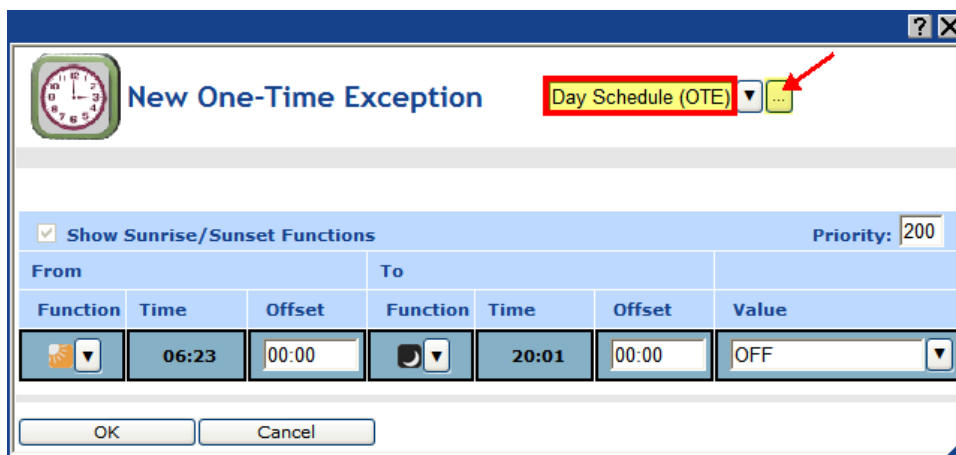 ?
New One-Time Exception
Day Schedule (OTE) ...
Show Sunrise/Sunset Functions Priority: 200
From To
Function Time Offset Function Time Offset Value
06:23 00:00 20:01 00:00 OFF
OK Cancel